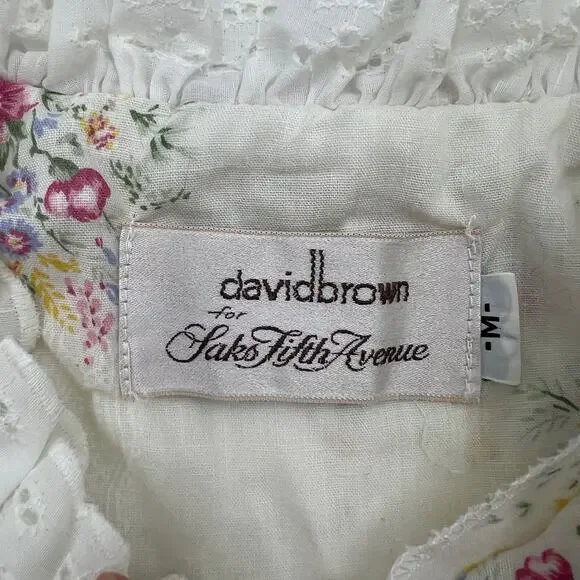 davidbrown
for
Saks Fifth Avenue
-M-